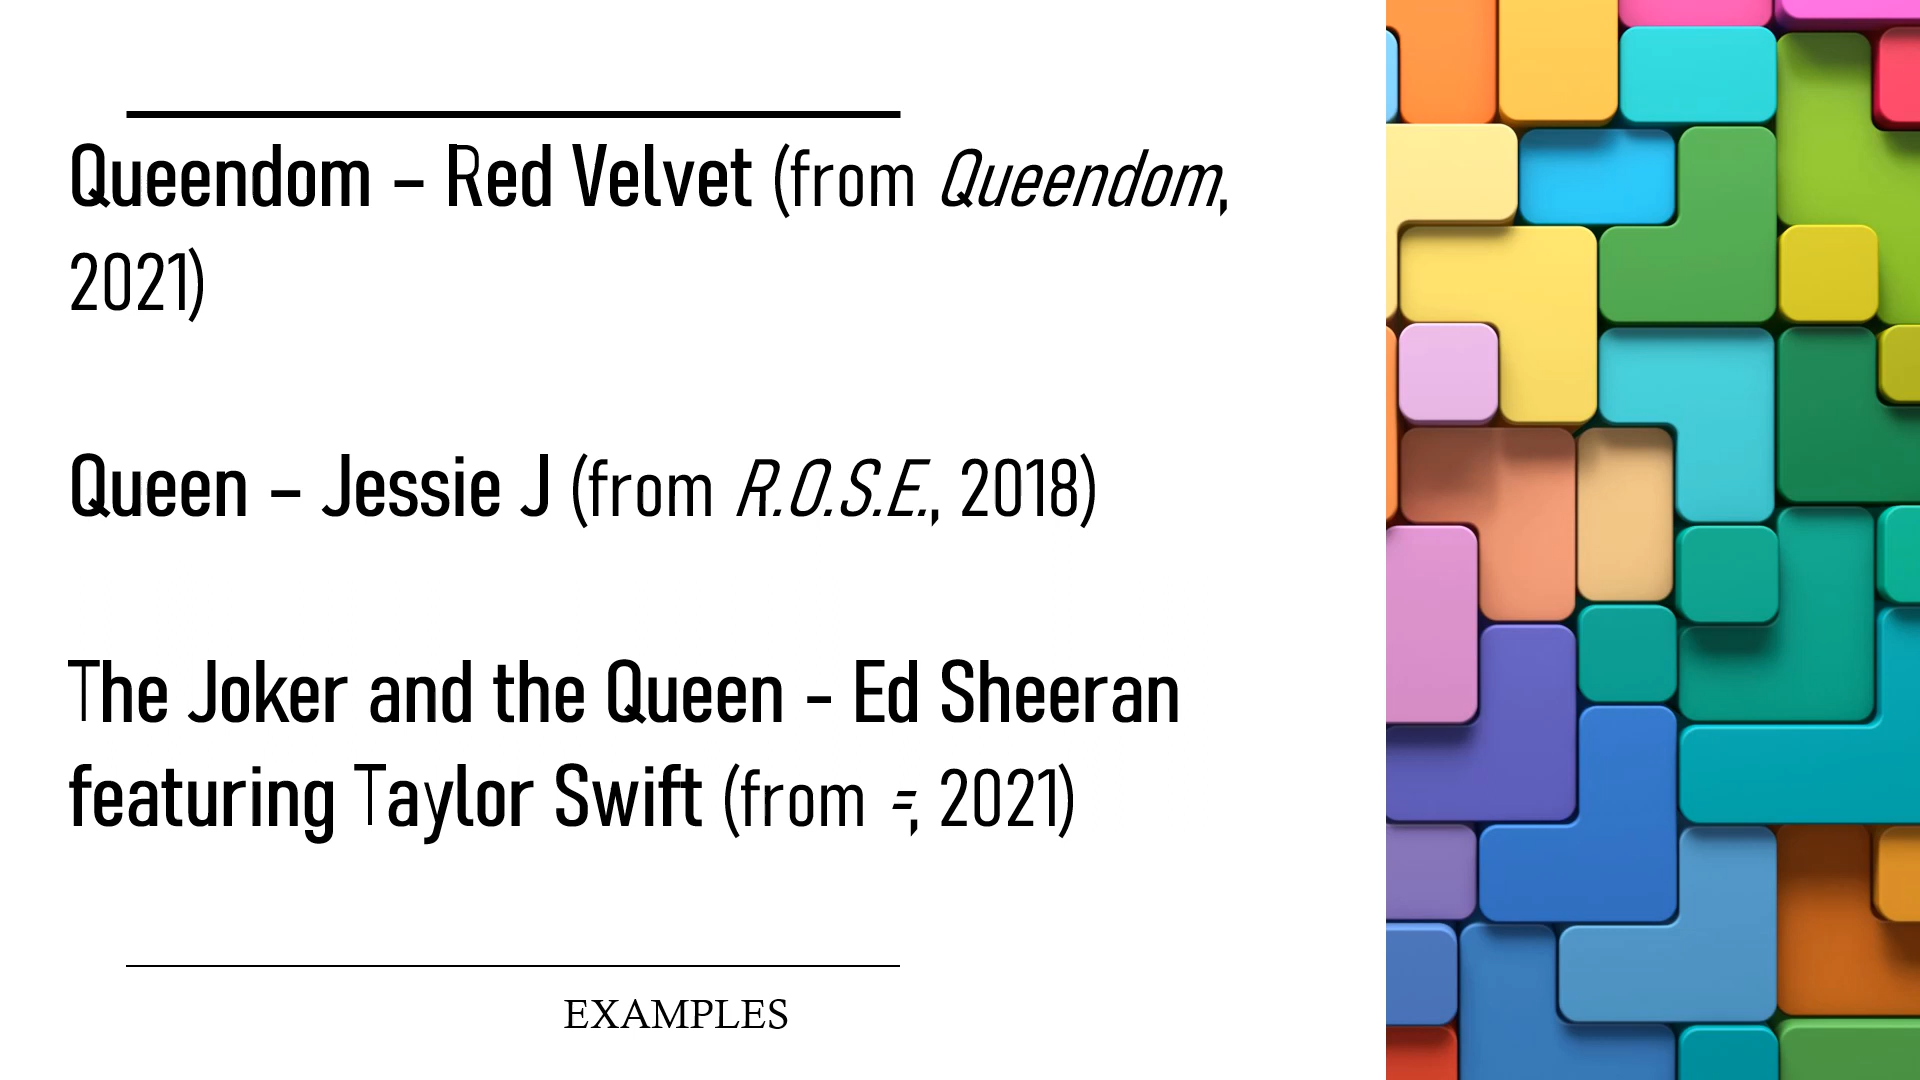 Queendom – Red Velvet (from Queendom,
2021)
Queen – Jessie J (from R.O.S.E., 2018)
The Joker and the Queen - Ed Sheeran
featuring Taylor Swift (from =, 2021)
EXAMPLES